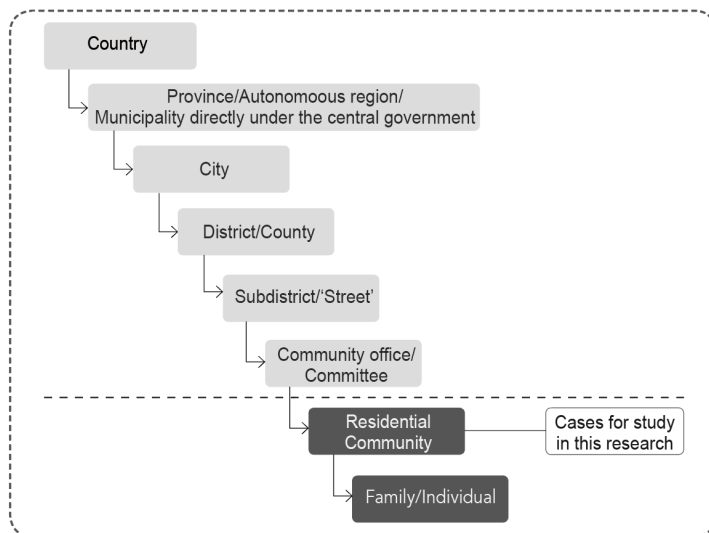 Country
Province/Autonomoous region/
Municipality directly under the central government
City
District/County
Subdistrict/‘Street’
Community office/
Committee
Residential
Community
Cases for study
in this research
Family/Individual